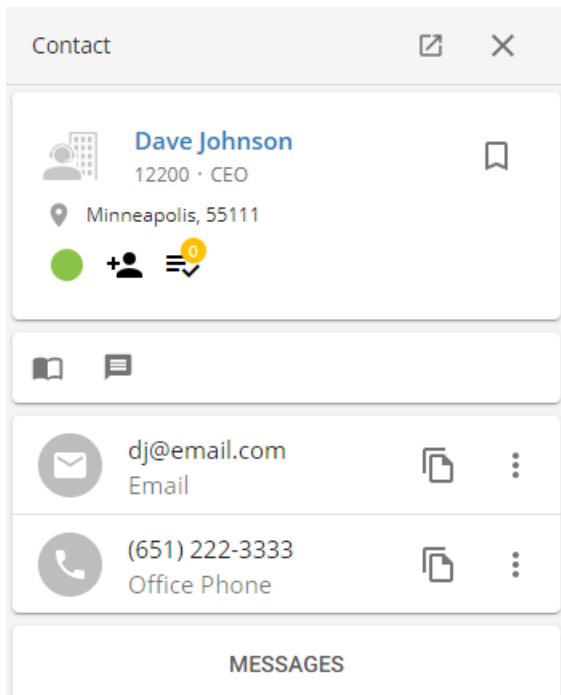 Contact
Dave Johnson
12200 · CEO
Minneapolis, 55111
0
dj@email.com
Email
(651) 222-3333
Office Phone
MESSAGES